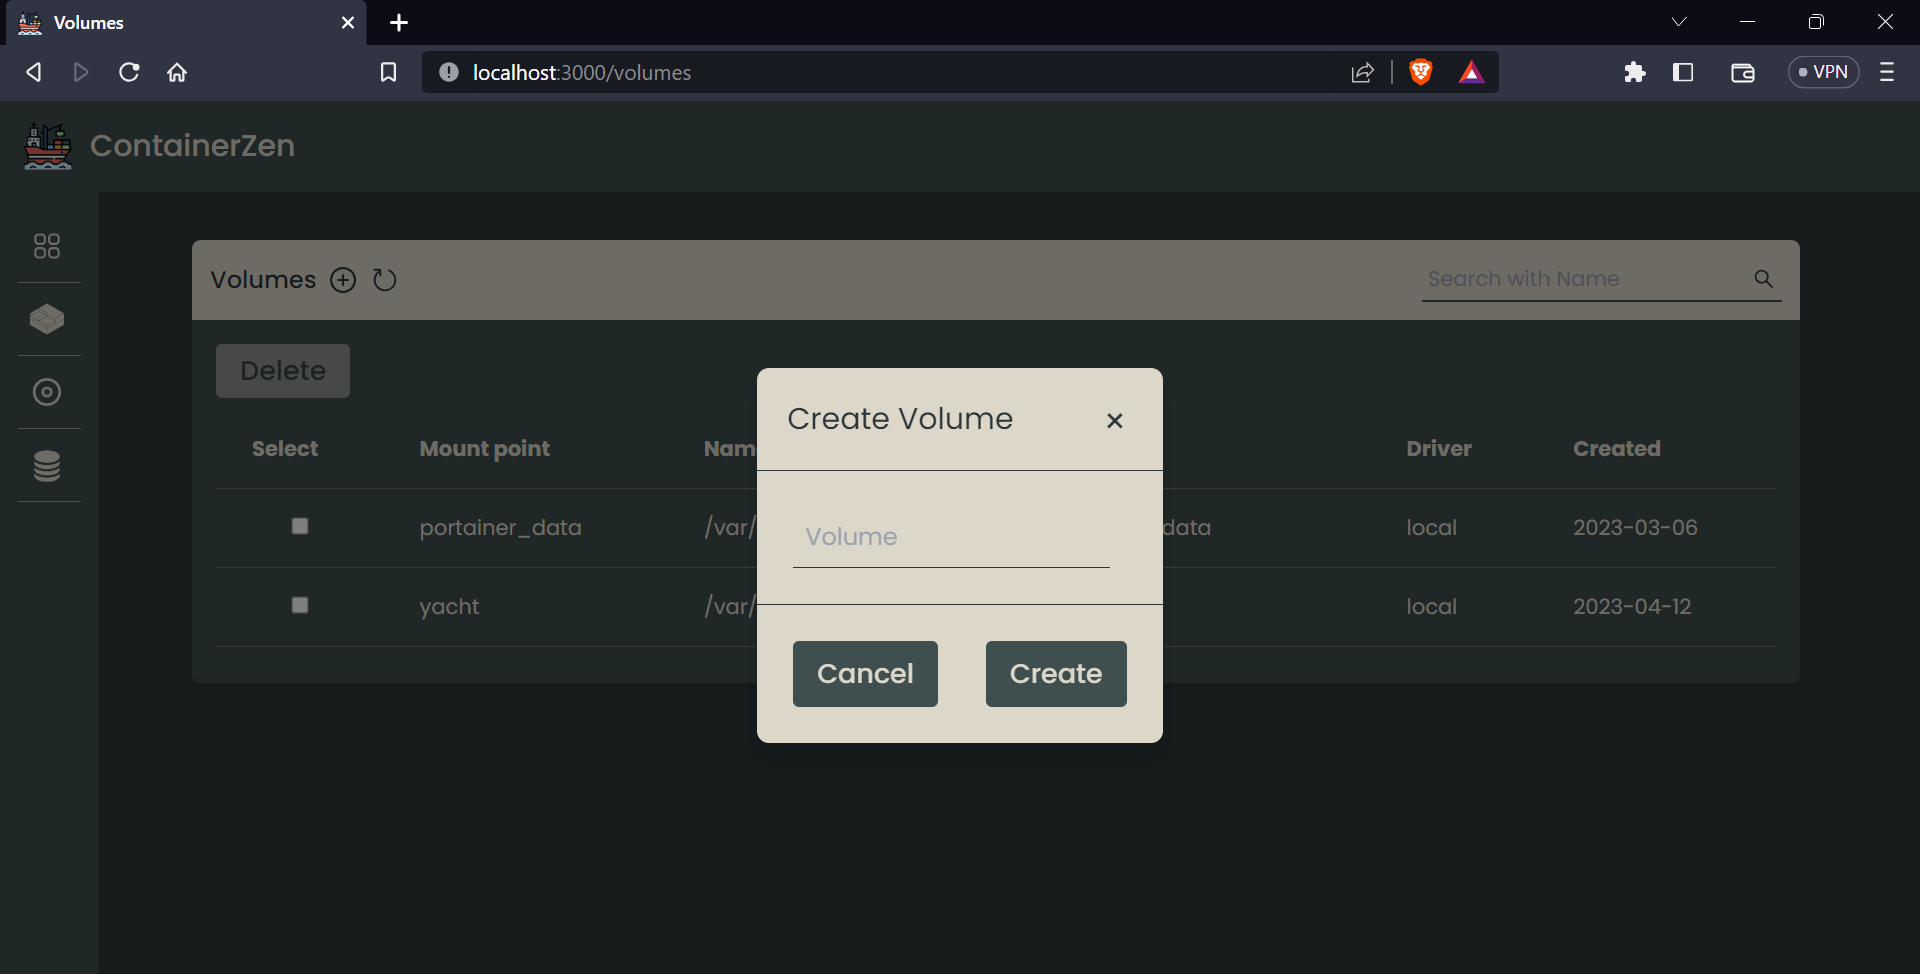 Volumes
localhost:3000/volumes
VPN
ContainerZen
Volumes
Search with Name
Delete
Create Volume
Select Mount point Nam Driver Created
portainer_data /var/ data local 2023-03-06
Volume
yacht /var/ local 2023-04-12
Cancel Create